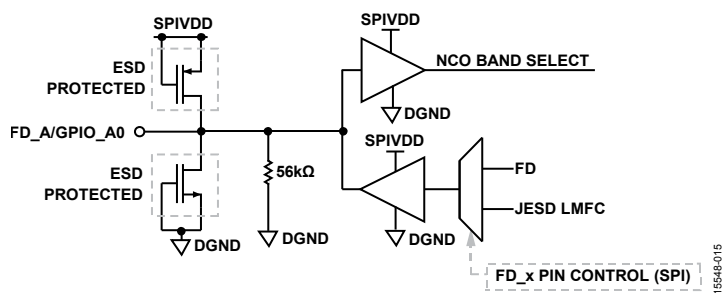 SPIVDD
ESD
PROTECTED
FD_A/GPIO_A0
ESD
PROTECTED
DGND
56kΩ
DGND
SPIVDD
NCO BAND SELECT
DGND
SPIVDD
DGND
FD
JESD LMFC
FD_x PIN CONTROL (SPI)
15548-015